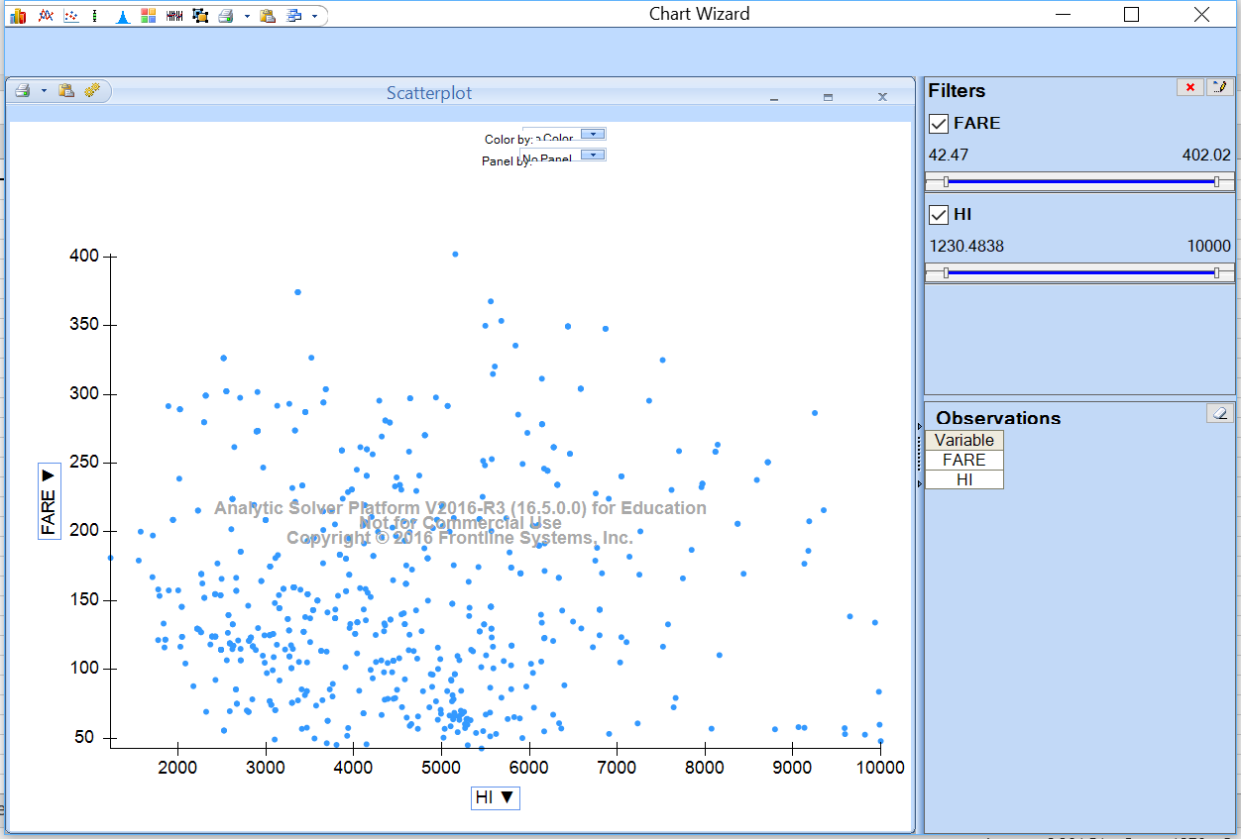 Chart Wizard
Scatterplot
Color by:
Color
Panel by:
No Panel
400
350
300
250
200
150
100
50
FARE ▼
Analytic Solver Platform V2016-R3 (16.5.0.0) for Education
Not for Commercial Use
Copyright © 2016 Frontline Systems, Inc.
2000 3000 4000 5000 6000 7000 8000 9000 10000
HI ▼
Filters
FARE
42.47 402.02
HI
1230.4838 10000
Observations
Variable
FARE
HI